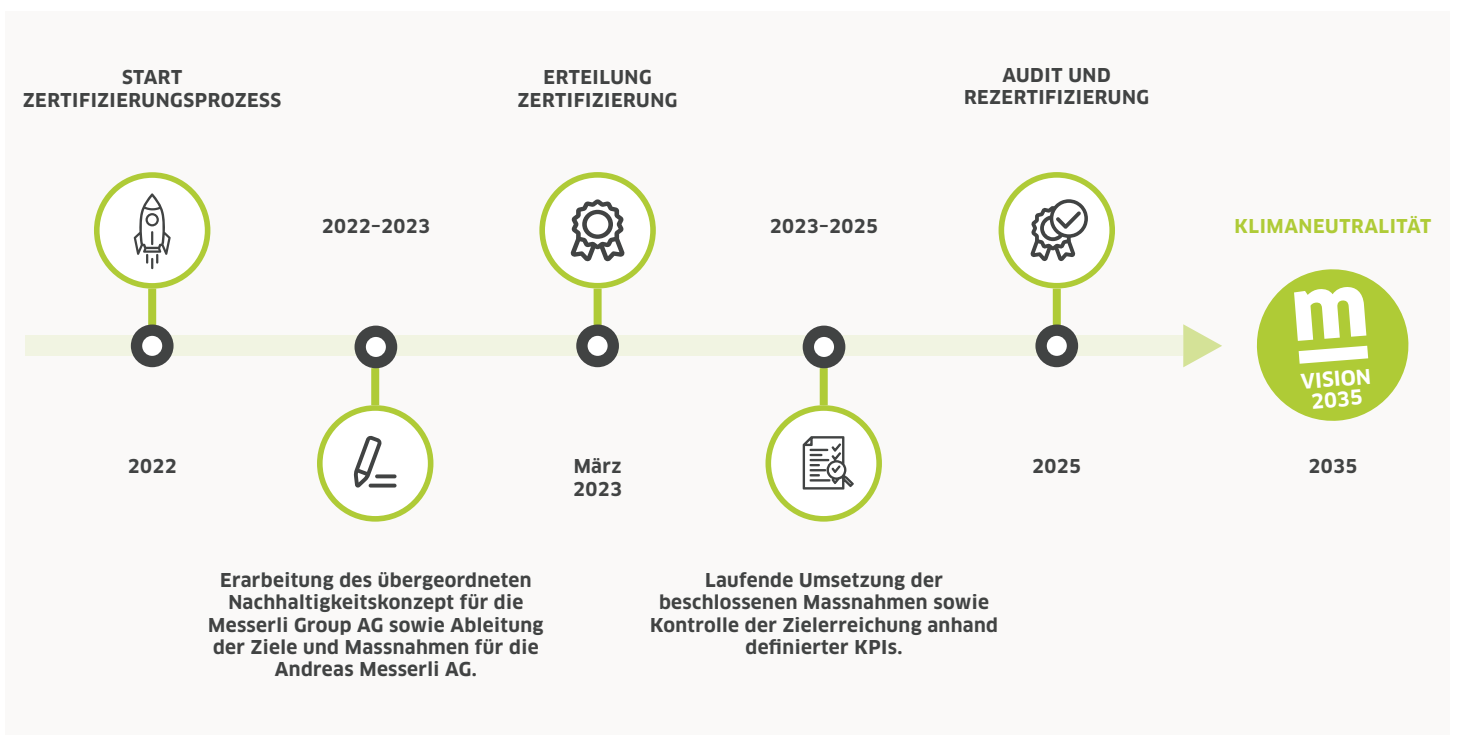 START
ZERTIFIZIERUNGSPROZESS
2022
2022–2023
Erarbeitung des übergeordneten
Nachhaltigkeitskonzept für die
Messerli Group AG sowie Ableitung
der Ziele und Massnahmen für die
Andreas Messerli AG.
ERTEILUNG
ZERTIFIZIERUNG
März
2023
2023–2025
Laufende Umsetzung der
beschlossenen Massnahmen sowie
Kontrolle der Zielerreichung anhand
definierter KPIs.
AUDIT UND
REZERTIFIZIERUNG
2025
KLIMANEUTRALITÄT
m
VISION
2035
2035